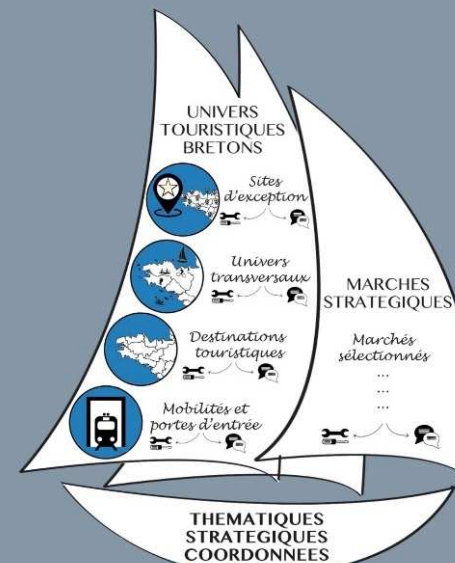 UNIVERS
TOURISTIQUES
BRETONS
Sites
d'exception
Univers
transversaux
Destinations
touristiques
Mobilités et
portes d'entrée
MARCHES
STRATEGIQUES
Marchés
sélectionnés
...
...
...
THEMATIQUES
STRATEGIQUES
COORDONNEES